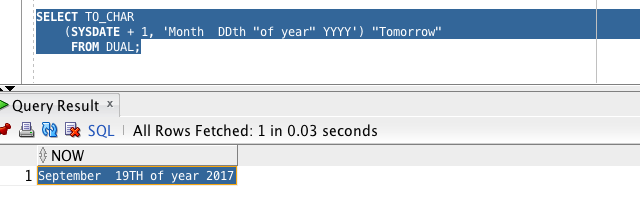 SELECT TO_CHAR
(SYSDATE + 1, 'Month  DDth "of year" YYYY') "Tomorrow"
FROM DUAL;
Query Result x
SQL | All Rows Fetched: 1 in 0.03 seconds
NOW
1 September  19TH of year 2017